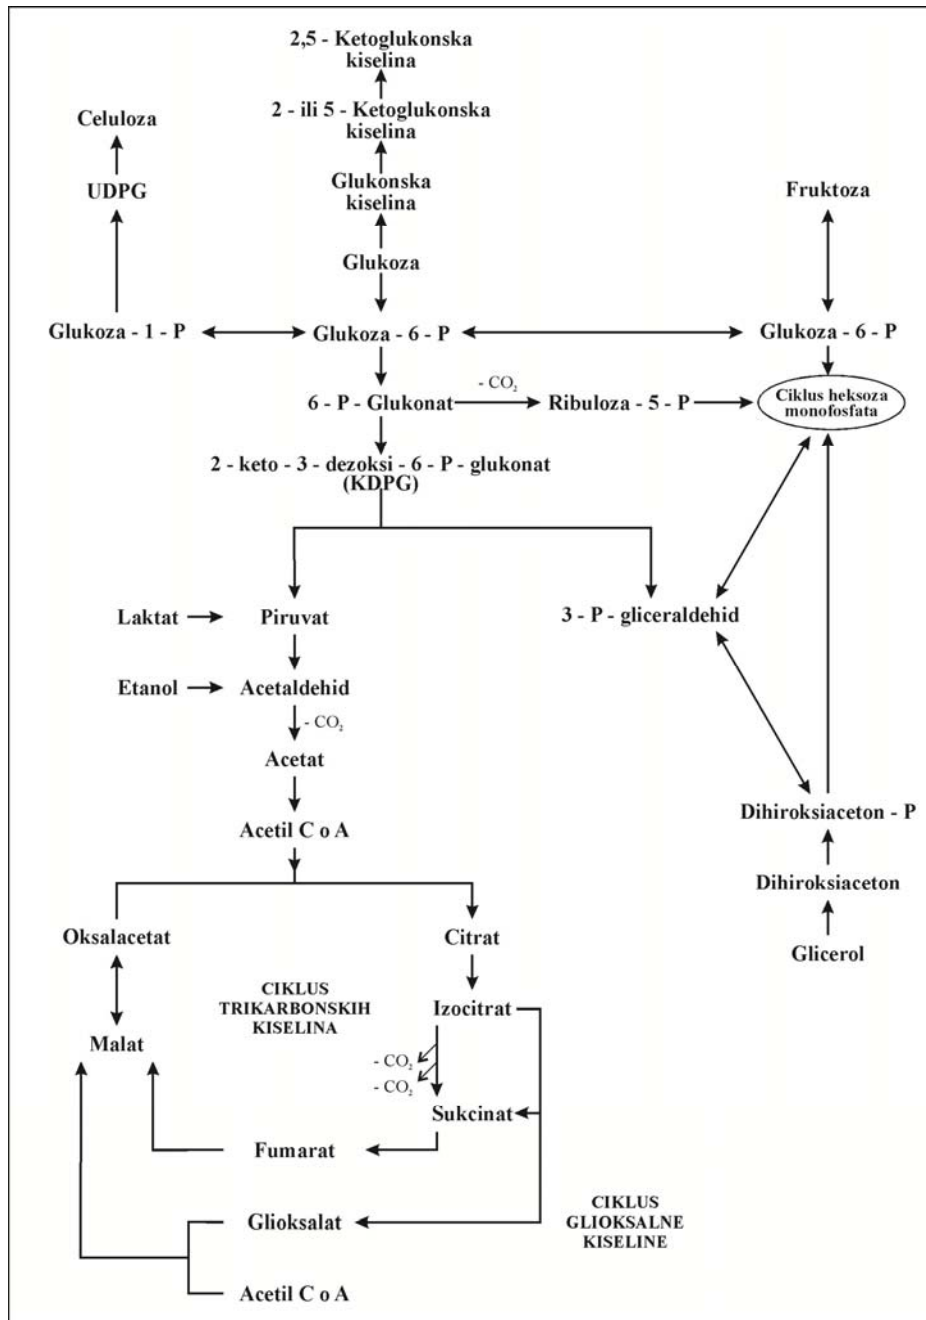 2,5 - Ketoglukonska
kiselina
2 - ili 5 - Ketoglukonska
kiselina
Celuloza
UDPG
Glukonska
kiselina
Fruktoza
Glukoza
Glukoza - 1 - P
Glukoza - 6 - P
Glukoza - 6 - P
- CO₂
6 - P - Glukonat
Ribuloza - 5 - P
Ciklus heksoza
monofosfata
2 - keto - 3 - dezoksi - 6 - P - glukonat
(KDPG)
Laktat
Piruvat
3 - P - gliceraldehid
Etanol
Acetaldehid
- CO₂
Acetat
Acetil C o A
Dihiroksiaceton - P
Dihiroksiaceton
Glicerol
Oksalacetat
Citrat
CIKLUS
TRIKARBONSKIH
KISELINA
Izocitrat
Malat
- CO₂
- CO₂
Sukcinat
Fumarat
Glioksalat
CIKLUS
GLIOKSALNE
KISELINE
Acetil C o A